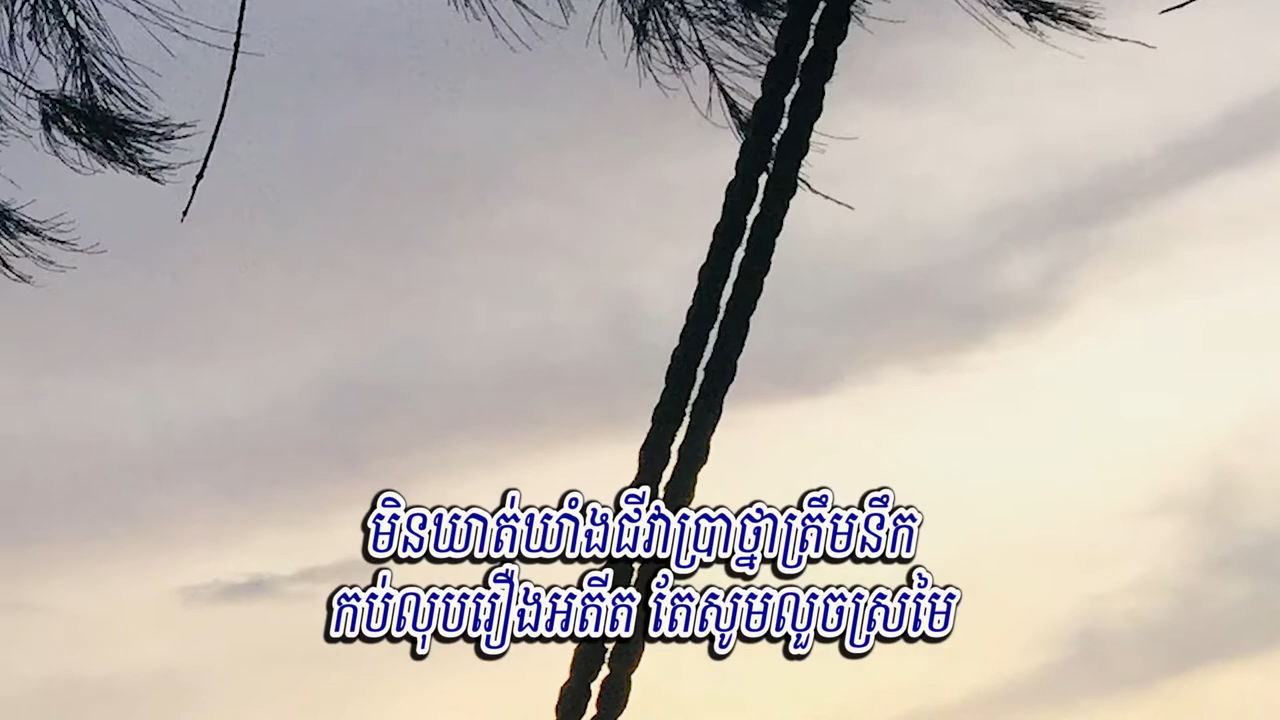 មិនឃាត់ឃាំងជីវាប្រាថ្នាត្រឹមនឹក
កប់លុបរឿងអតីត តែសូមលួចស្រមៃ